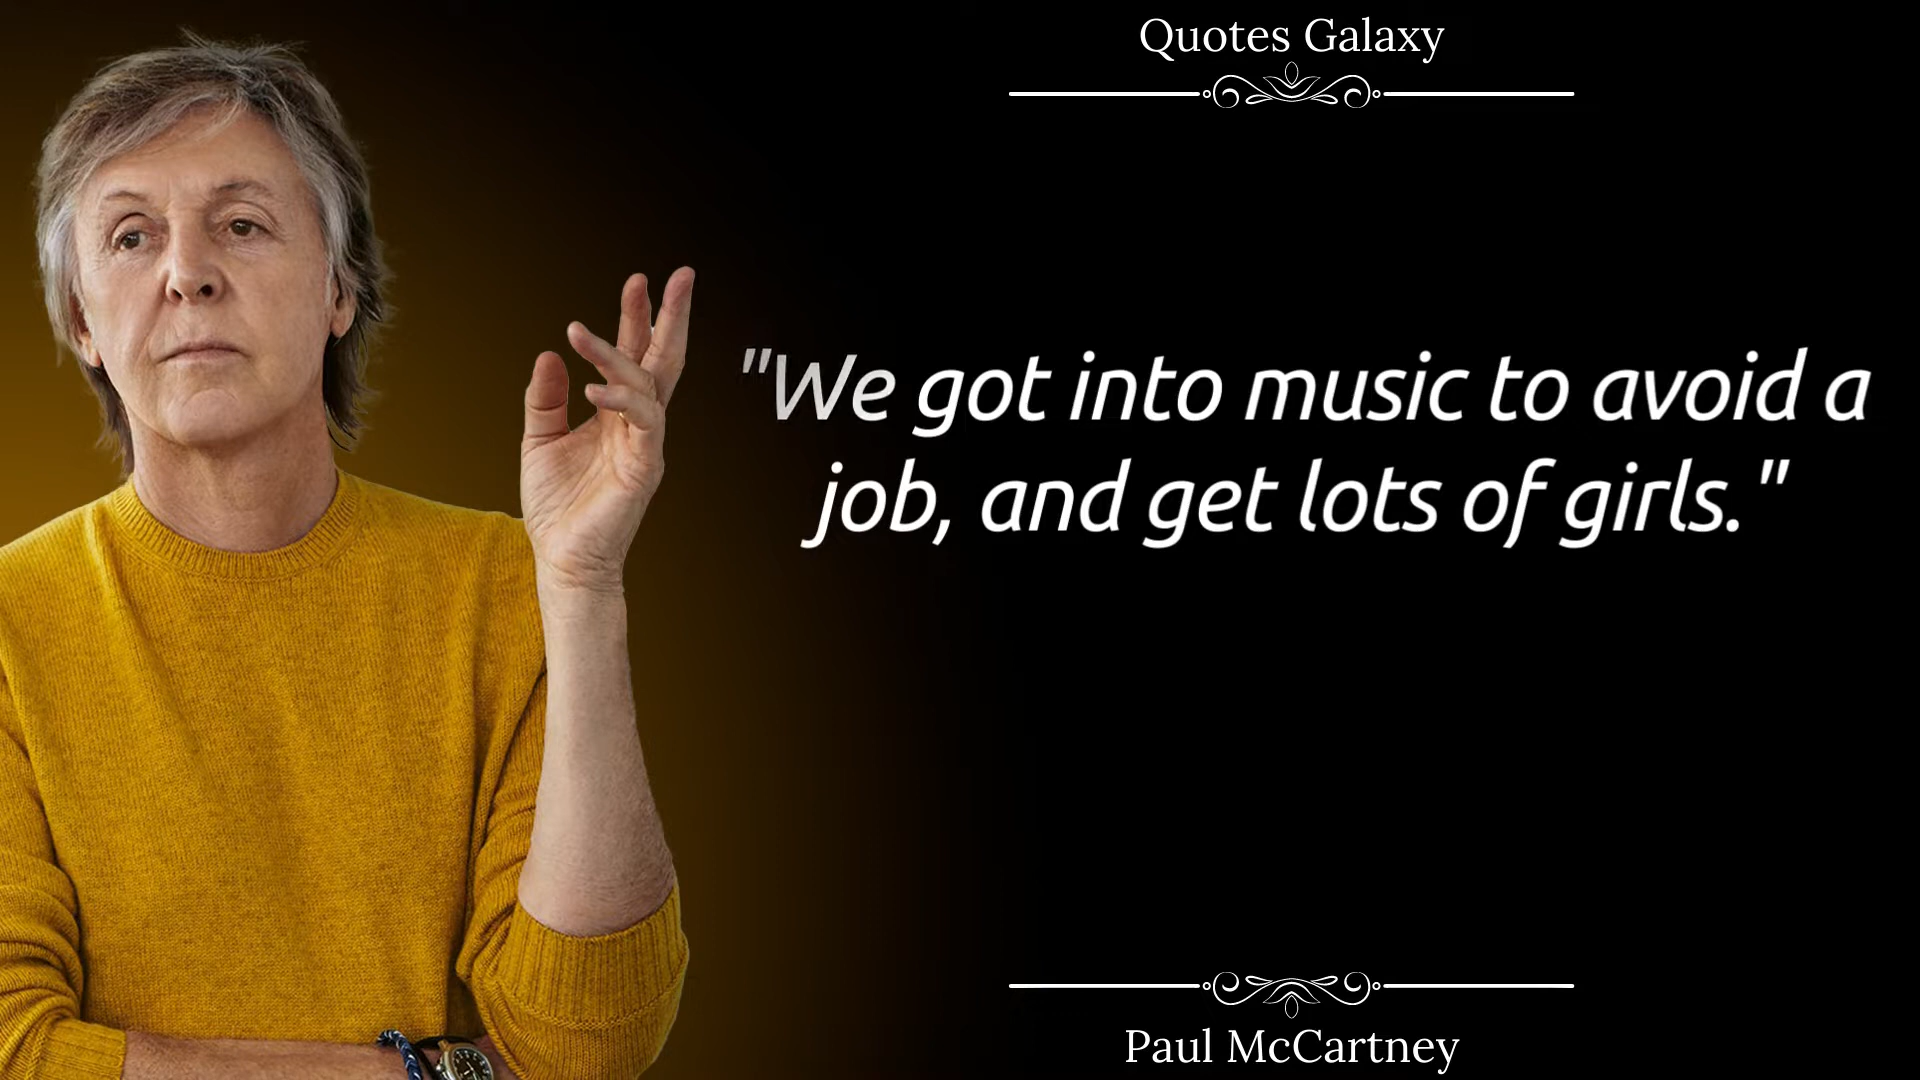 Quotes Galaxy
"We got into music to avoid a
job, and get lots of girls."
Paul McCartney